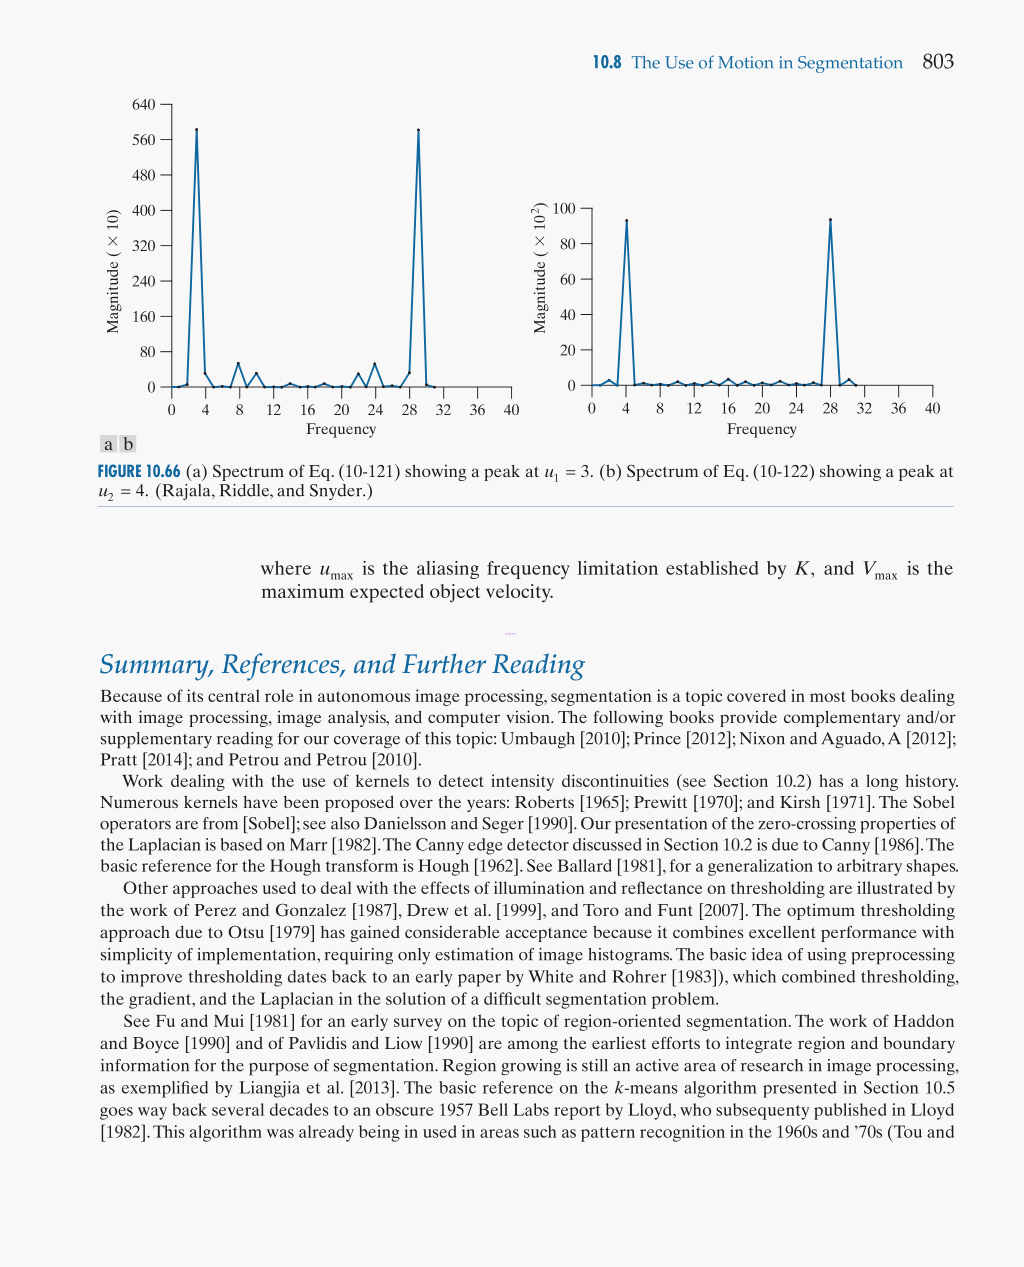 10.8 The Use of Motion in Segmentation 803
640
560
480
400
320
240
160
80
0
Magnitude ( × 10)
0 4 8 12 16 20 24 28 32 36 40
Frequency
100
80
60
40
20
0
Magnitude ( × 10²)
0 4 8 12 16 20 24 28 32 36 40
Frequency
a b
FIGURE 10.66 (a) Spectrum of Eq. (10-121) showing a peak at u₁ = 3. (b) Spectrum of Eq. (10-122) showing a peak at
u₂ = 4. (Rajala, Riddle, and Snyder.)
where u_max is the aliasing frequency limitation established by K, and V_max is the
maximum expected object velocity.
Summary, References, and Further Reading
Because of its central role in autonomous image processing, segmentation is a topic covered in most books dealing
with image processing, image analysis, and computer vision. The following books provide complementary and/or
supplementary reading for our coverage of this topic: Umbaugh [2010]; Prince [2012]; Nixon and Aguado, A [2012];
Pratt [2014]; and Petrou and Petrou [2010].
Work dealing with the use of kernels to detect intensity discontinuities (see Section 10.2) has a long history.
Numerous kernels have been proposed over the years: Roberts [1965]; Prewitt [1970]; and Kirsh [1971]. The Sobel
operators are from [Sobel]; see also Danielsson and Seger [1990]. Our presentation of the zero-crossing properties of
the Laplacian is based on Marr [1982]. The Canny edge detector discussed in Section 10.2 is due to Canny [1986]. The
basic reference for the Hough transform is Hough [1962]. See Ballard [1981], for a generalization to arbitrary shapes.
Other approaches used to deal with the effects of illumination and reflectance on thresholding are illustrated by
the work of Perez and Gonzalez [1987], Drew et al. [1999], and Toro and Funt [2007]. The optimum thresholding
approach due to Otsu [1979] has gained considerable acceptance because it combines excellent performance with
simplicity of implementation, requiring only estimation of image histograms. The basic idea of using preprocessing
to improve thresholding dates back to an early paper by White and Rohrer [1983]), which combined thresholding,
the gradient, and the Laplacian in the solution of a difficult segmentation problem.
See Fu and Mui [1981] for an early survey on the topic of region-oriented segmentation. The work of Haddon
and Boyce [1990] and of Pavlidis and Liow [1990] are among the earliest efforts to integrate region and boundary
information for the purpose of segmentation. Region growing is still an active area of research in image processing,
as exemplified by Liangjia et al. [2013]. The basic reference on the k-means algorithm presented in Section 10.5
goes way back several decades to an obscure 1957 Bell Labs report by Lloyd, who subsequenty published in Lloyd
[1982]. This algorithm was already being in used in areas such as pattern recognition in the 1960s and ’70s (Tou and